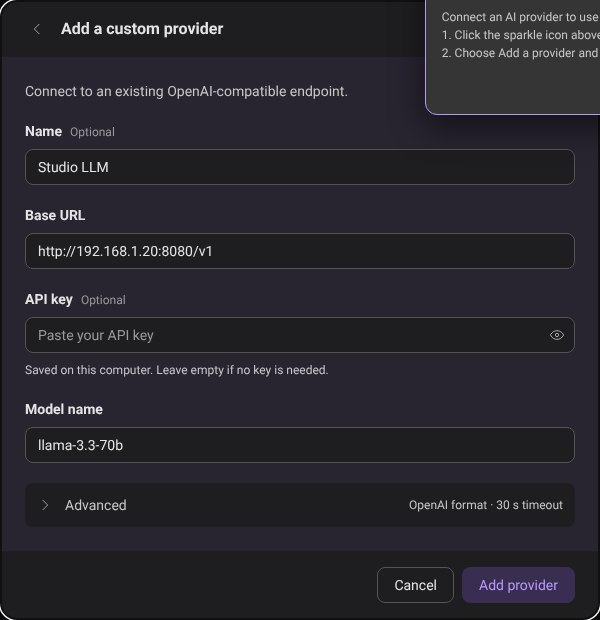 Add a custom provider
Connect an AI provider to use
1. Click the sparkle icon above
2. Choose Add a provider and
Connect to an existing OpenAI-compatible endpoint.
Name Optional
Studio LLM
Base URL
http://192.168.1.20:8080/v1
API key Optional
Paste your API key
Saved on this computer. Leave empty if no key is needed.
Model name
llama-3.3-70b
Advanced OpenAI format · 30 s timeout
Cancel Add provider